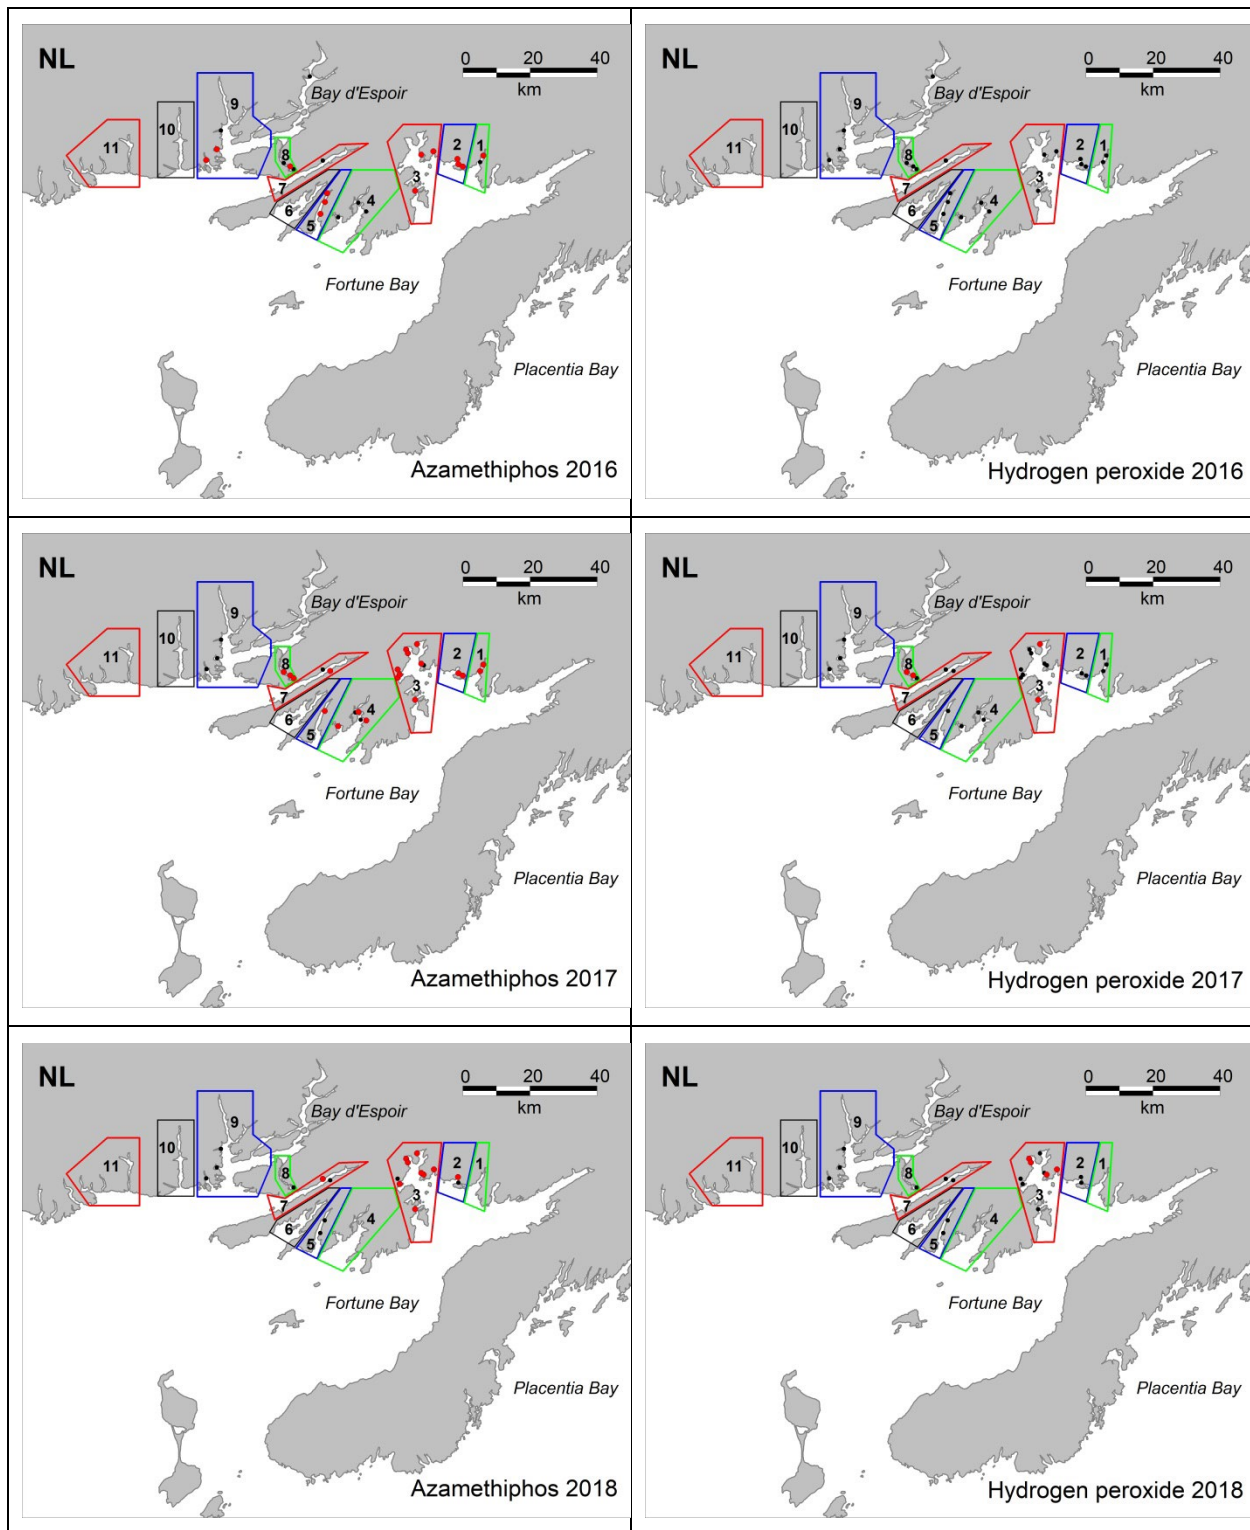 NL
0 20 40
km
Bay d'Espoir
9
10
11
8
2
1
7
3
6
4
5
Fortune Bay
Placentia Bay
Azamethiphos 2016
NL
0 20 40
km
Bay d'Espoir
9
10
11
8
2
1
7
3
6
4
5
Fortune Bay
Placentia Bay
Hydrogen peroxide 2016
NL
0 20 40
km
Bay d'Espoir
9
10
11
8
2
1
7
3
6
4
5
Fortune Bay
Placentia Bay
Azamethiphos 2017
NL
0 20 40
km
Bay d'Espoir
9
10
11
8
2
1
7
3
6
4
5
Fortune Bay
Placentia Bay
Hydrogen peroxide 2017
NL
0 20 40
km
Bay d'Espoir
9
10
11
8
2
1
7
3
6
4
5
Fortune Bay
Placentia Bay
Azamethiphos 2018
NL
0 20 40
km
Bay d'Espoir
9
10
11
8
2
1
7
3
6
4
5
Fortune Bay
Placentia Bay
Hydrogen peroxide 2018